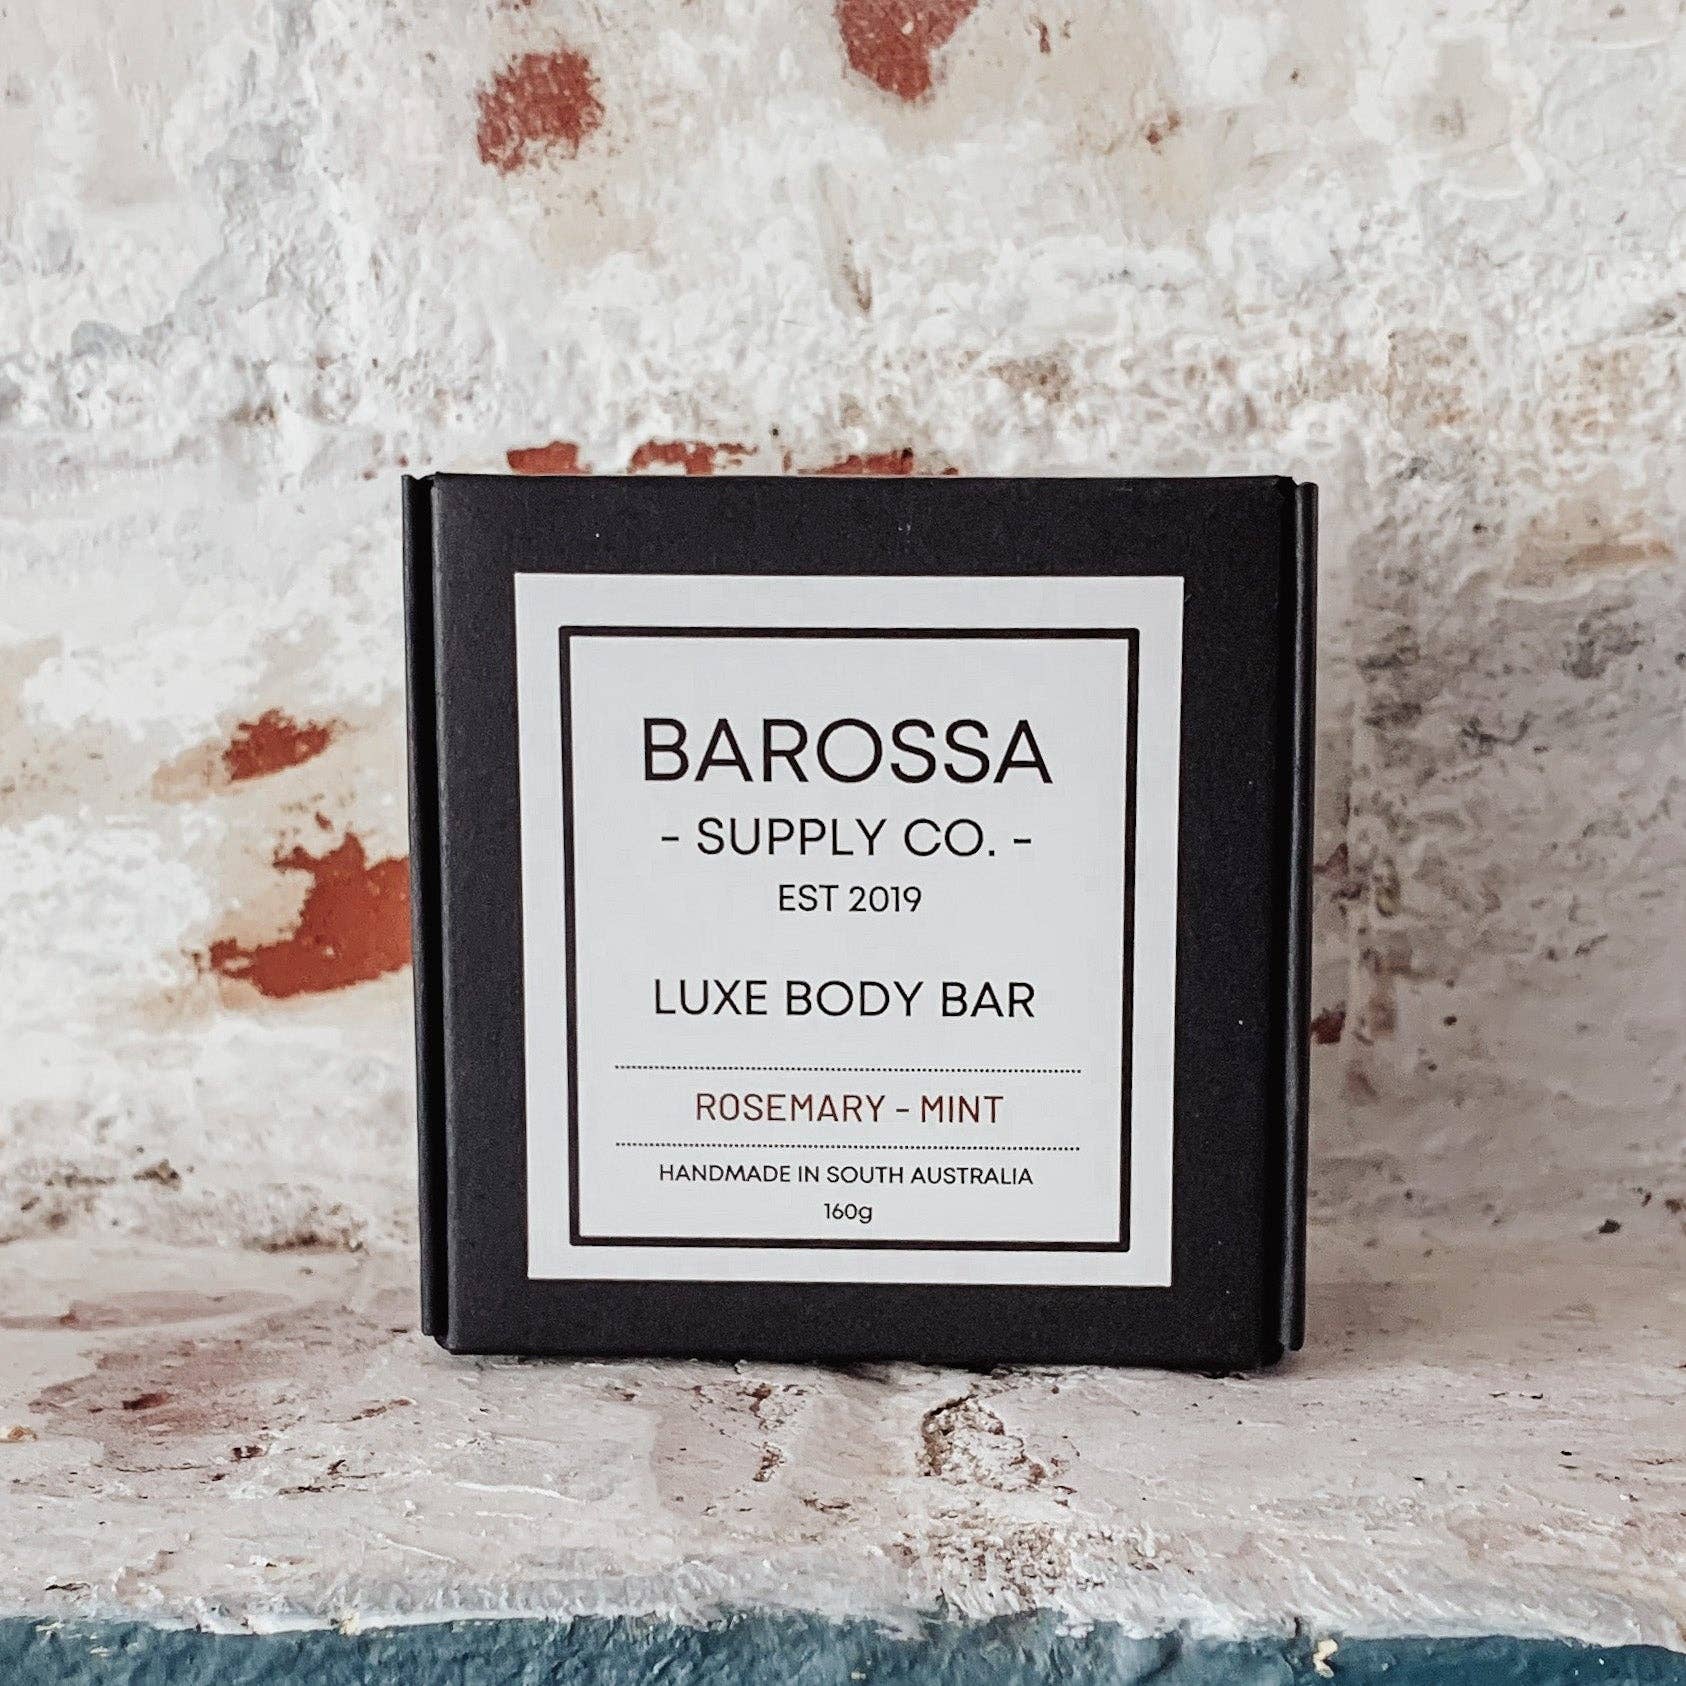 BAROSSA
- SUPPLY CO. -
EST 2019
LUXE BODY BAR
ROSEMARY - MINT
HANDMADE IN SOUTH AUSTRALIA
160g